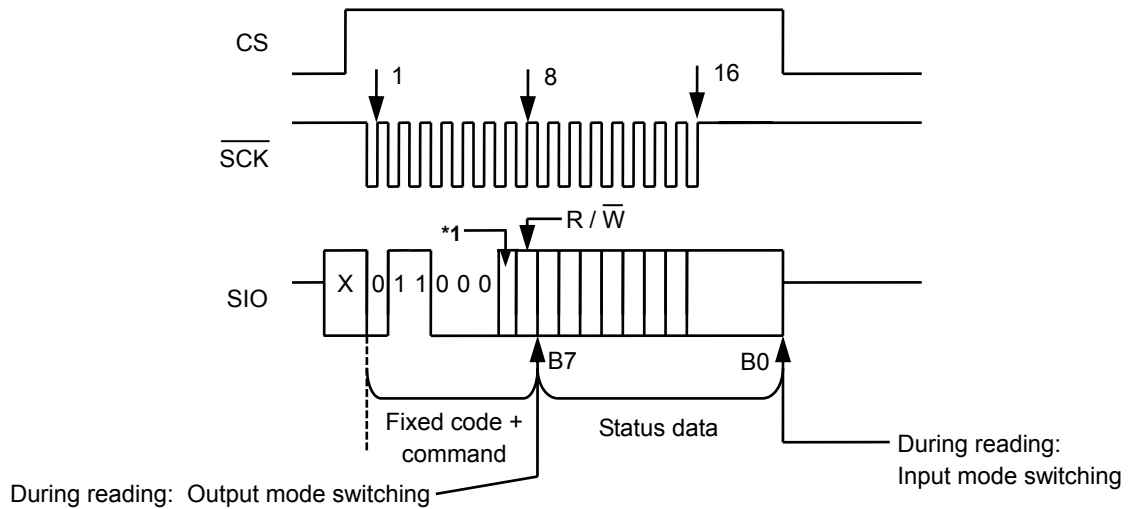 CS
1 8 16
SCK
*1 R / W
SIO X 0 1 1 0 0 0
B7 B0
Fixed code +
command
Status data
During reading:
Input mode switching
During reading: Output mode switching